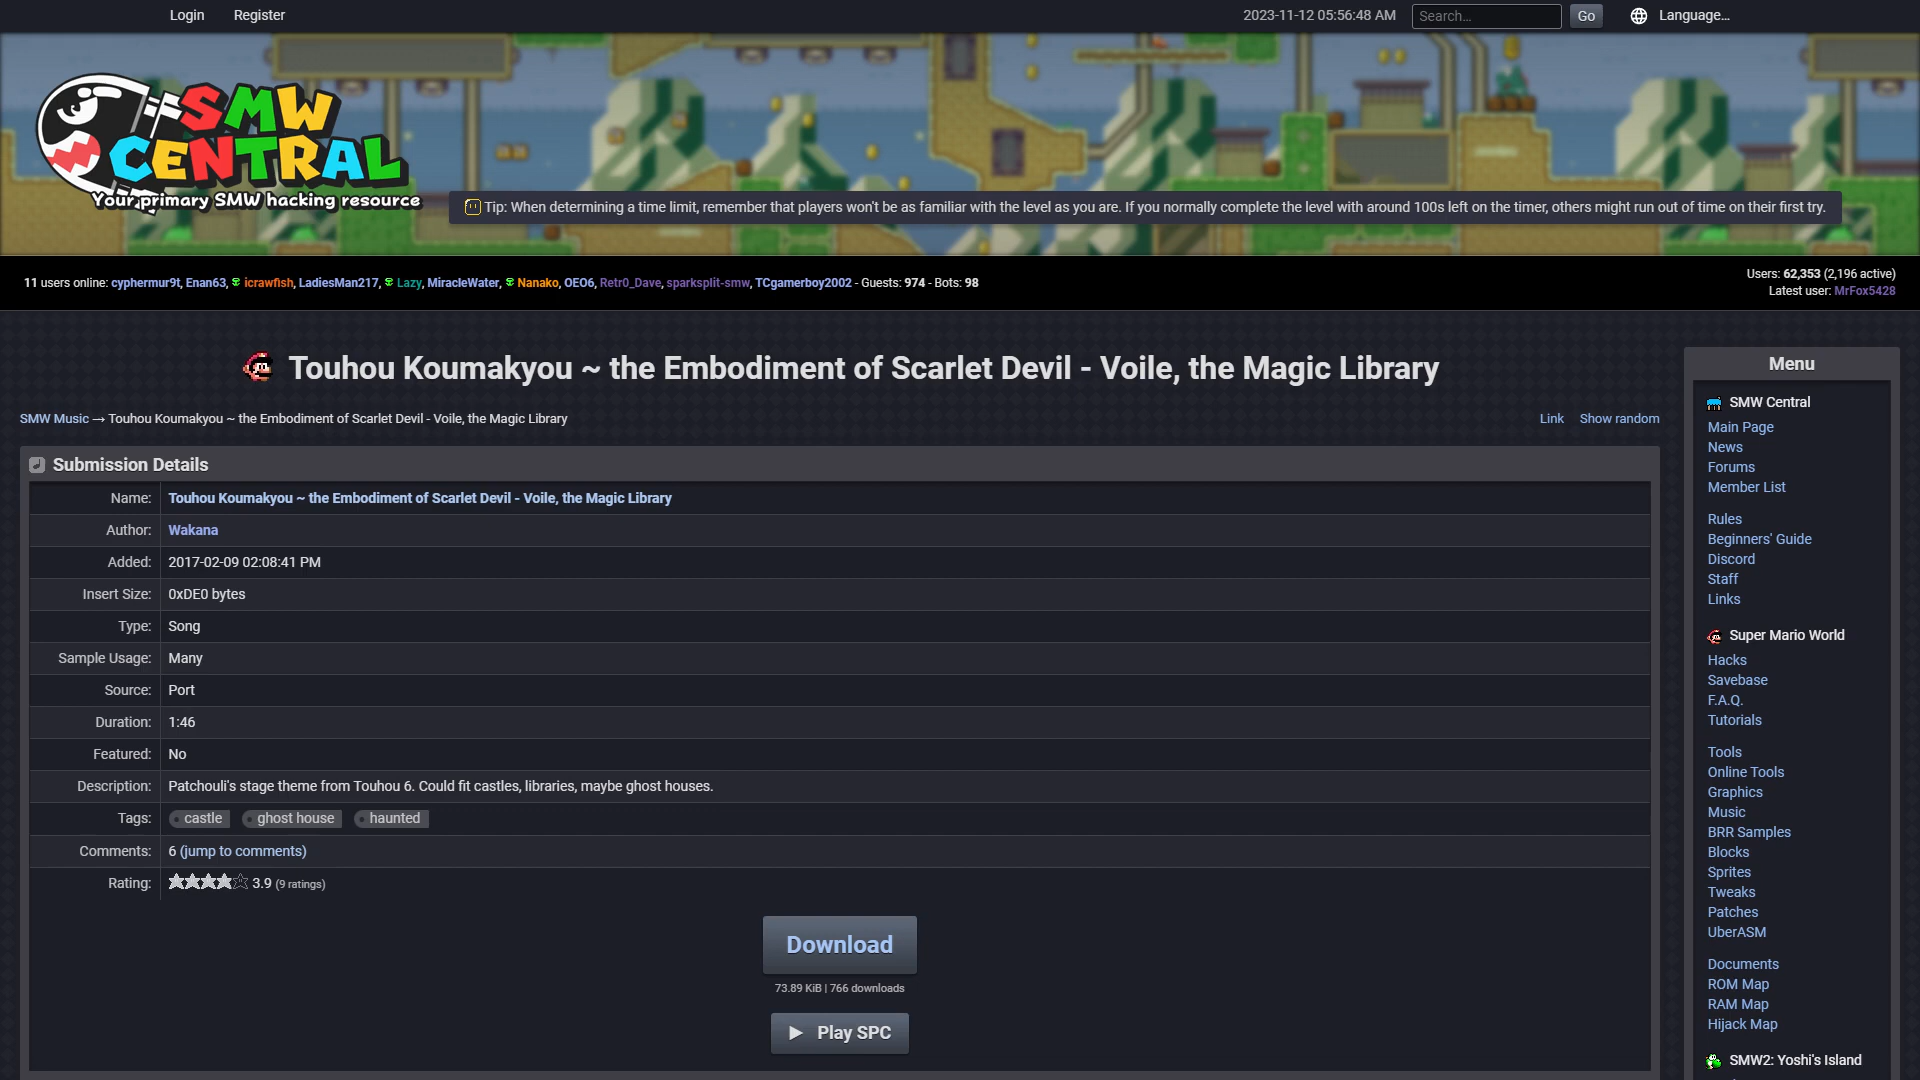 Login
Register
2023-11-12 05:56:48 AM
Search...
Go
Language...
SMW
CENTRAL
Your primary SMW hacking resource
Tip: When determining a time limit, remember that players won't be as familiar with the level as you are. If you normally complete the level with around 100s left on the timer, others might run out of time on their first try.
11 users online: cyphermur9t, Enan63, icrawfish, LadiesMan217, Lazy, MiracleWater, Nanako, OEO6, Retr0_Dave, sparksplit-smw, TCgamerboy2002 - Guests: 974 - Bots: 98
Users: 62,353 (2,196 active)
Latest user: MrFox5428
Touhou Koumakyou ~ the Embodiment of Scarlet Devil - Voile, the Magic Library
SMW Music → Touhou Koumakyou ~ the Embodiment of Scarlet Devil - Voile, the Magic Library
Link
Show random
Submission Details
Name: Touhou Koumakyou ~ the Embodiment of Scarlet Devil - Voile, the Magic Library
Author: Wakana
Added: 2017-02-09 02:08:41 PM
Insert Size: 0xDE0 bytes
Type: Song
Sample Usage: Many
Source: Port
Duration: 1:46
Featured: No
Description: Patchouli's stage theme from Touhou 6. Could fit castles, libraries, maybe ghost houses.
Tags: castle ghost house haunted
Comments: 6 (jump to comments)
Rating: 3.9 (9 ratings)
Download
73.89 KiB | 766 downloads
Play SPC
Menu
SMW Central
Main Page
News
Forums
Member List
Rules
Beginners' Guide
Discord
Staff
Links
Super Mario World
Hacks
Savebase
F.A.Q.
Tutorials
Tools
Online Tools
Graphics
Music
BRR Samples
Blocks
Sprites
Tweaks
Patches
UberASM
Documents
ROM Map
RAM Map
Hijack Map
SMW2: Yoshi's Island